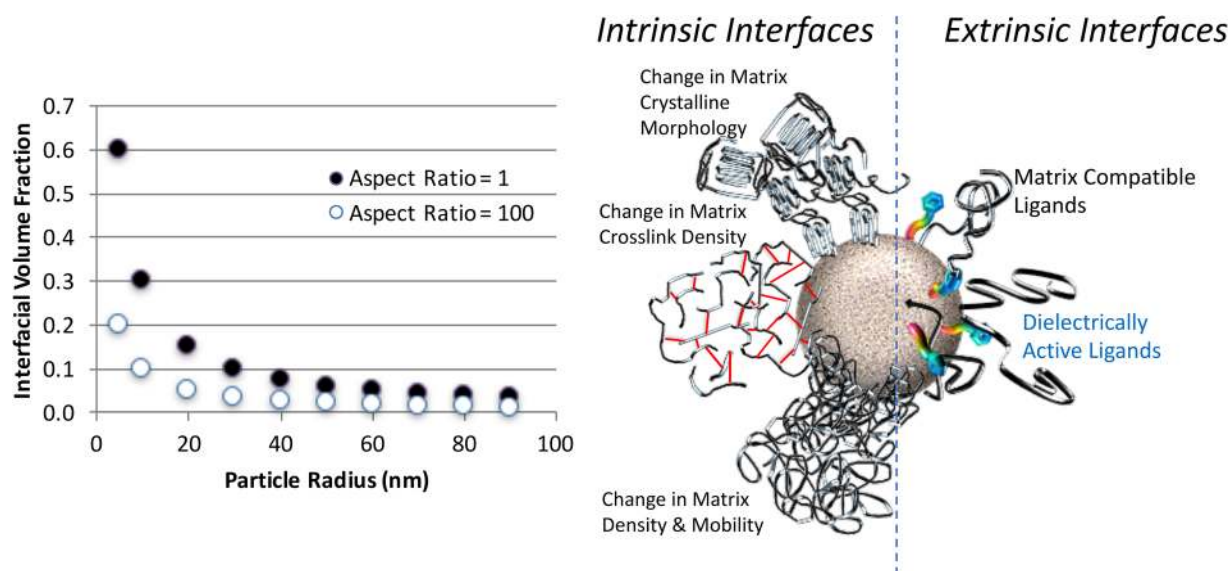 Interfacial Volume Fraction
0.7
0.6
0.5
0.4
0.3
0.2
0.1
0.0
Aspect Ratio = 1
Aspect Ratio = 100
0
20
40
60
80
100
Particle Radius (nm)
Intrinsic Interfaces
Extrinsic Interfaces
Change in Matrix
Crystalline
Morphology
Change in Matrix
Crosslink Density
Change in Matrix
Density & Mobility
Matrix Compatible
Ligands
Dielectrically
Active Ligands